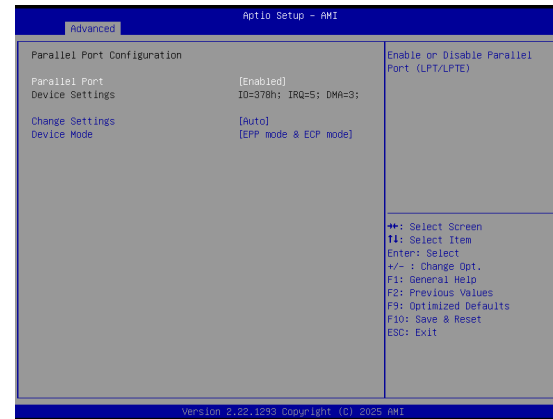 Aptio Setup - AMI
Advanced
Parallel Port Configuration
Parallel Port [Enabled]
Device Settings IO=378h; IRQ=5; DMA=3;
Change Settings [Auto]
Device Mode [EPP mode & ECP mode]
Enable or Disable Parallel
Port (LPT/LPTE)
→←: Select Screen
↑↓: Select Item
Enter: Select
+/- : Change Opt.
F1: General Help
F2: Previous Values
F9: Optimized Defaults
F10: Save & Reset
ESC: Exit
Version 2.22.1293 Copyright (C) 2025 AMI